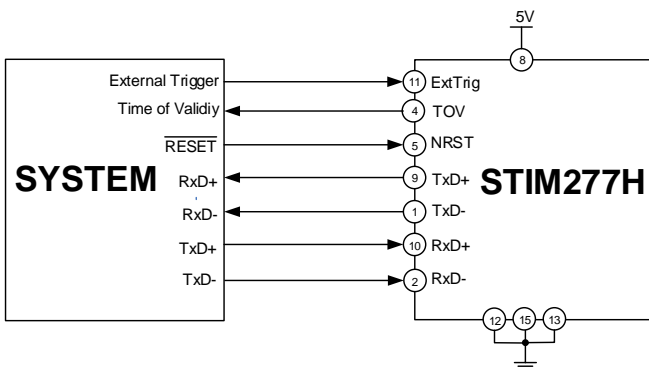 5V
8
External Trigger 11 ExtTrig
Time of Validiy 4 TOV
RESET 5 NRST
SYSTEM STIM277H
RxD+ 9 TxD+
RxD- 1 TxD-
TxD+ 10 RxD+
TxD- 2 RxD-
12 15 13